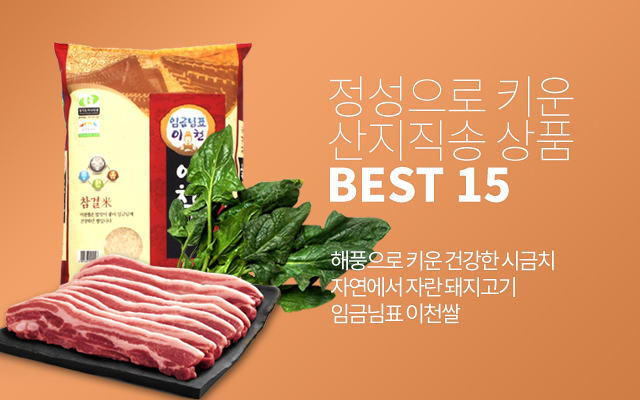 정성으로 키운
산지직송 상품
BEST 15
해풍으로 키운 건강한 시금치
자연에서 자란 돼지고기
임금님표 이천쌀
임금님표
이천
참결米